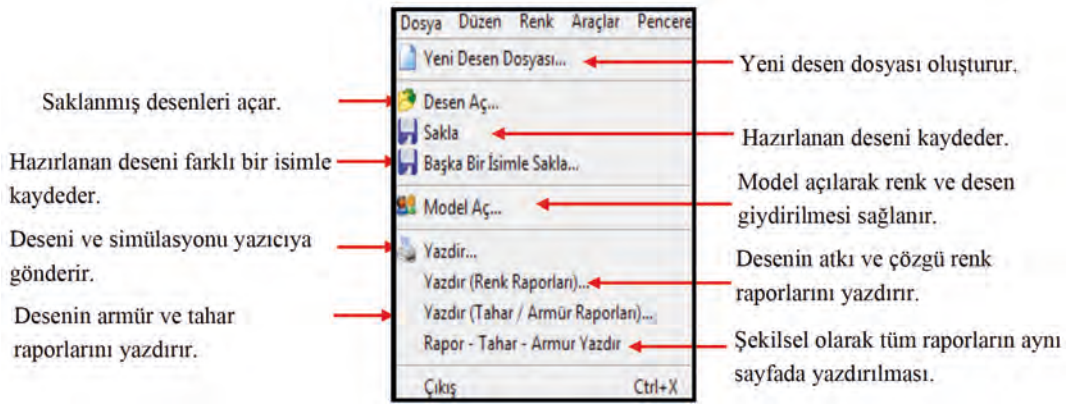 Dosya Düzen Renk Araçlar Pencere
Yeni Desen Dosyası...
Desen Aç...
Sakla
Başka Bir İsimle Sakla...
Model Aç...
Yazdir...
Yazdır (Renk Raporları)...
Yazdır (Tahar / Armür Raporları)...
Rapor - Tahar - Armur Yazdır
Çıkış Ctrl+X
Saklanmış desenleri açar.
Hazırlanan deseni farklı bir isimle
kaydeder.
Deseni ve simülasyonu yazıcıya
gönderir.
Desenin armür ve tahar
raporlarını yazdırır.
Yeni desen dosyası oluşturur.
Hazırlanan deseni kaydeder.
Model açılarak renk ve desen
giydirilmesi sağlanır.
Desenin atkı ve çözgü renk
raporlarını yazdırır.
Şekilsel olarak tüm raporların aynı
sayfada yazdırılması.